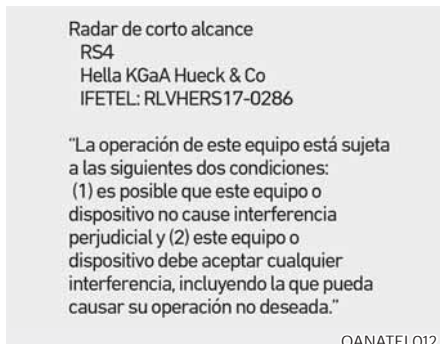 Radar de corto alcance
RS4
Hella KGaA Hueck & Co
IFETEL: RLVHERS17-0286
“La operación de este equipo está sujeta
a las siguientes dos condiciones:
(1) es posible que este equipo o
dispositivo no cause interferencia
perjudicial y (2) este equipo o
dispositivo debe aceptar cualquier
interferencia, incluyendo la que pueda
causar su operación no deseada.”
OANATEL012